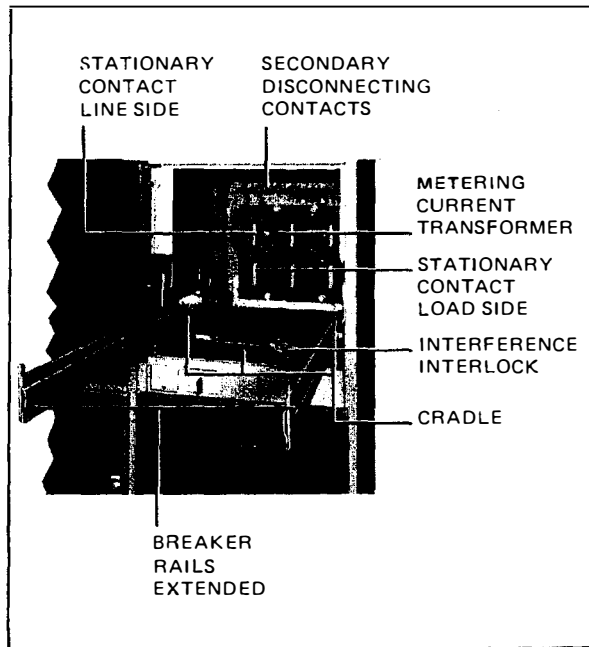 STATIONARY
CONTACT
LINE SIDE
SECONDARY
DISCONNECTING
CONTACTS
METERING
CURRENT
TRANSFORMER
STATIONARY
CONTACT
LOAD SIDE
INTERFERENCE
INTERLOCK
CRADLE
BREAKER
RAILS
EXTENDED